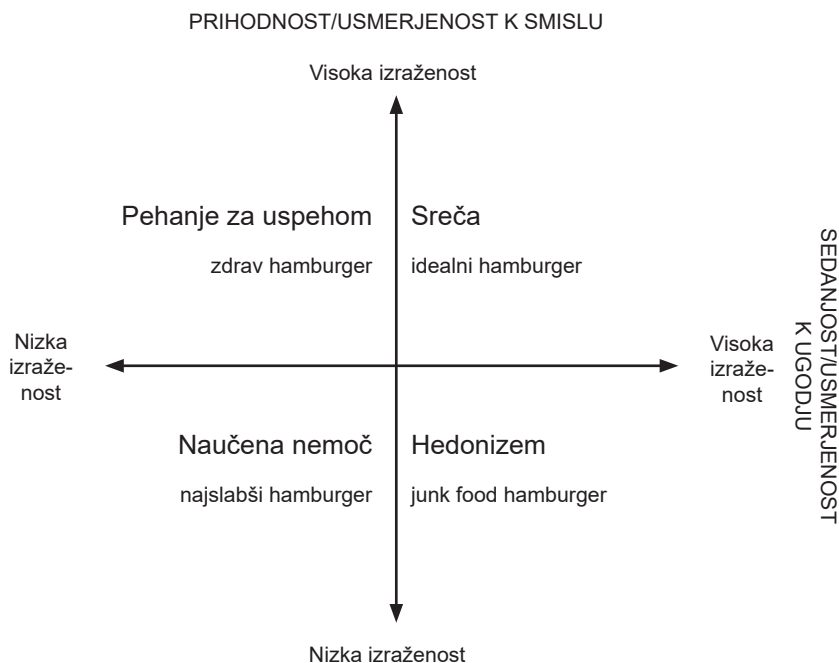 PRIHODNOST/USMERJENOST K SMISLU
Visoka izraženost
Pehanje za uspehom
Sreča
zdrav hamburger
idealni hamburger
Nizka
izraže-
nost
Visoka
izraže-
nost
SEDANJOST/USMERJENOST
K UGODJU
Naučena nemoč
Hedonizem
najslabši hamburger
junk food hamburger
Nizka izraženost